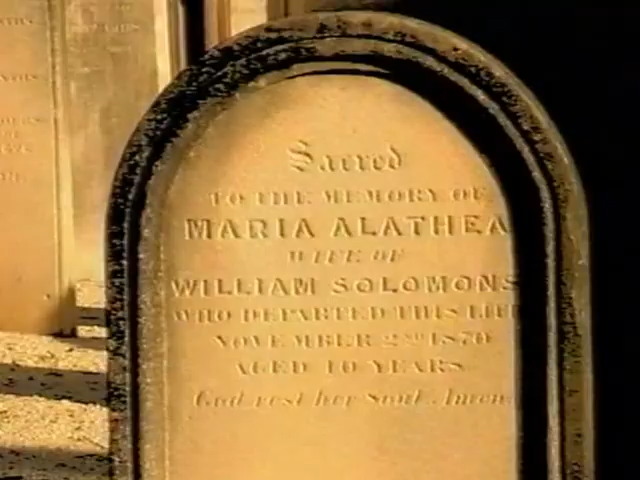 Sacred
TO THE MEMORY OF
MARIA ALATHEA
WIFE OF
WILLIAM SOLOMONS
WHO DEPARTED THIS LIFE
NOVEMBER 2ND 1870
AGED 40 YEARS
God rest her Soul. Amen